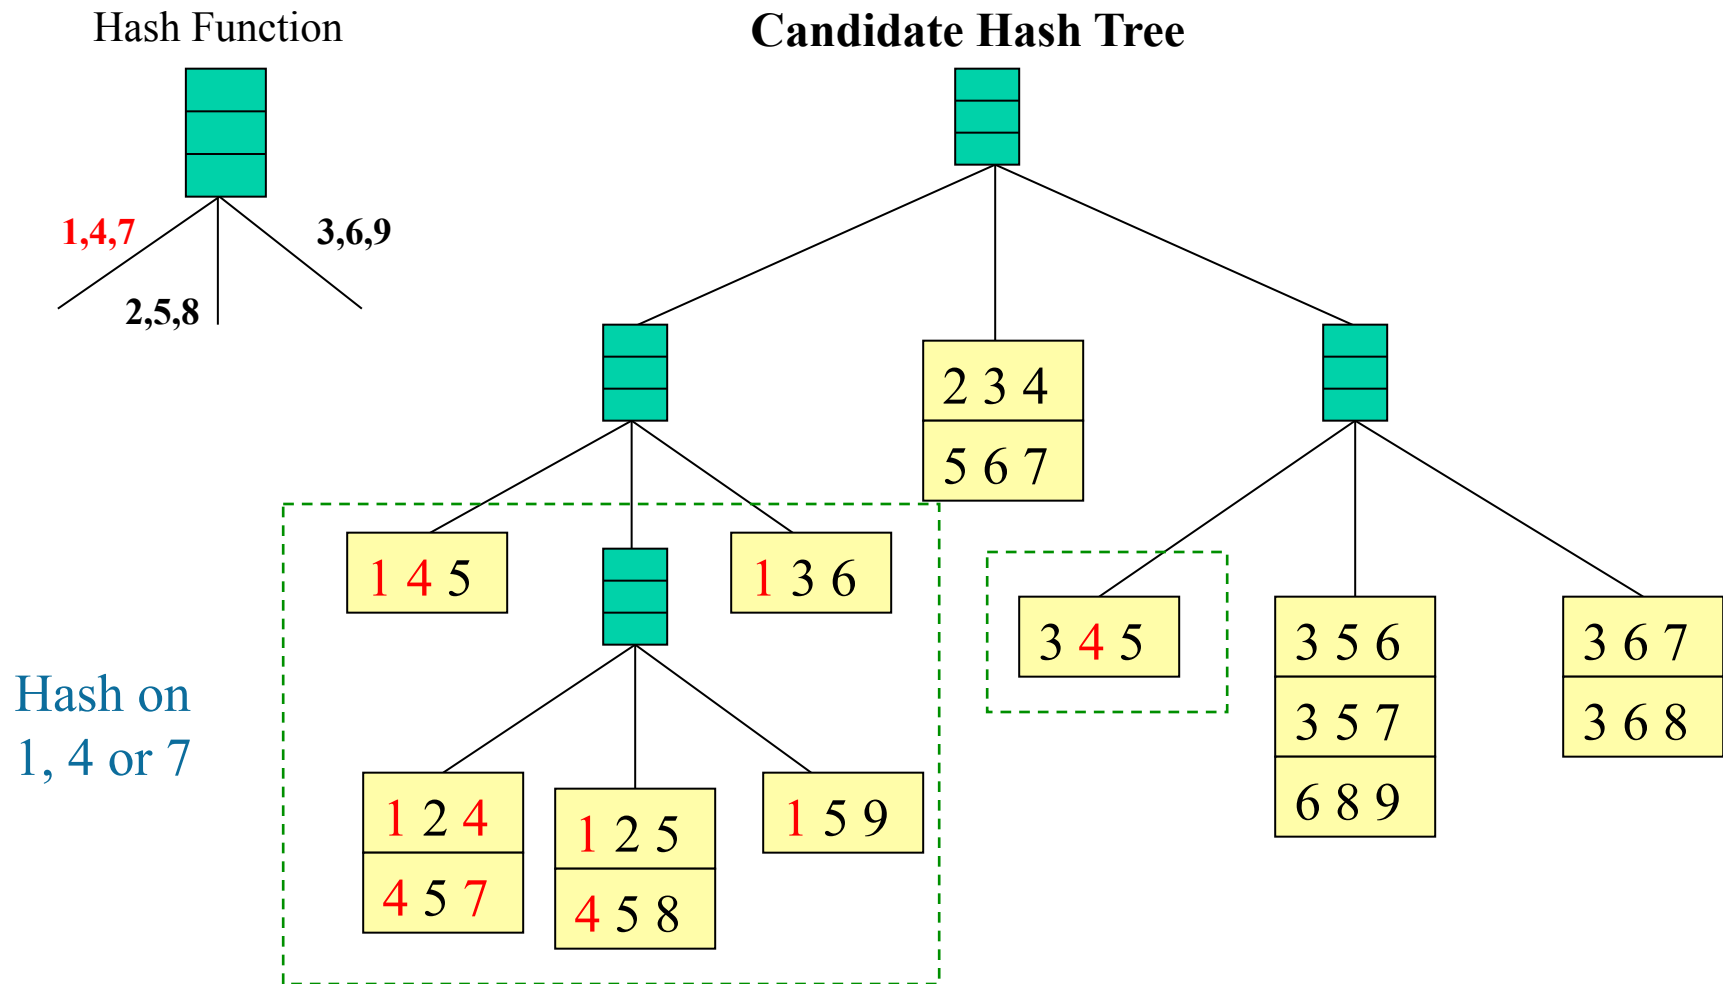 Hash Function
Candidate Hash Tree
1,4,7
3,6,9
2,5,8
2 3 4
5 6 7
1 4 5
1 3 6
3 4 5
3 5 6
3 6 7
3 5 7
3 6 8
6 8 9
Hash on
1, 4 or 7
1 2 4
1 2 5
1 5 9
4 5 7
4 5 8